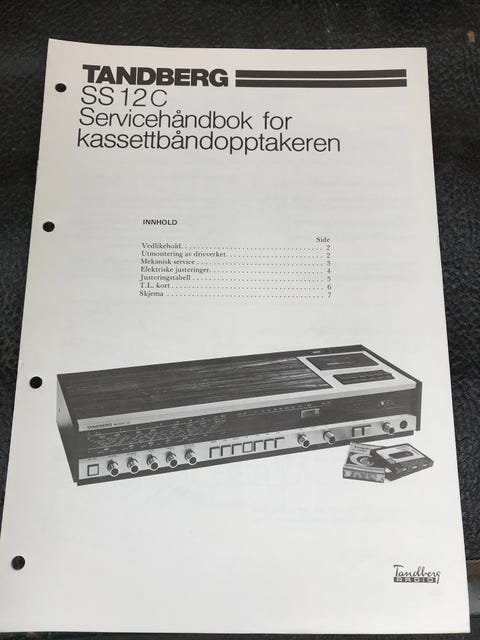 TANDBERG
SS 12 C
Servicehåndbok for
kassettbåndopptakeren
INNHOLD
Side
Vedlikehold. . . . . . . . . . . . . . . . . . . . . . . . . . . . . . . . . 2
Utmontering av drivverket. . . . . . . . . . . . . . . . . . . . . . 2
Mekanisk service . . . . . . . . . . . . . . . . . . . . . . . . . . . . . 3
Elektriske justeringer. . . . . . . . . . . . . . . . . . . . . . . . . . 4
Justeringstabell . . . . . . . . . . . . . . . . . . . . . . . . . . . . . . 5
T.L. kort . . . . . . . . . . . . . . . . . . . . . . . . . . . . . . . . . . . 6
Skjema . . . . . . . . . . . . . . . . . . . . . . . . . . . . . . . . . . . . 7
TANDBERG
Tandberg
RADIO